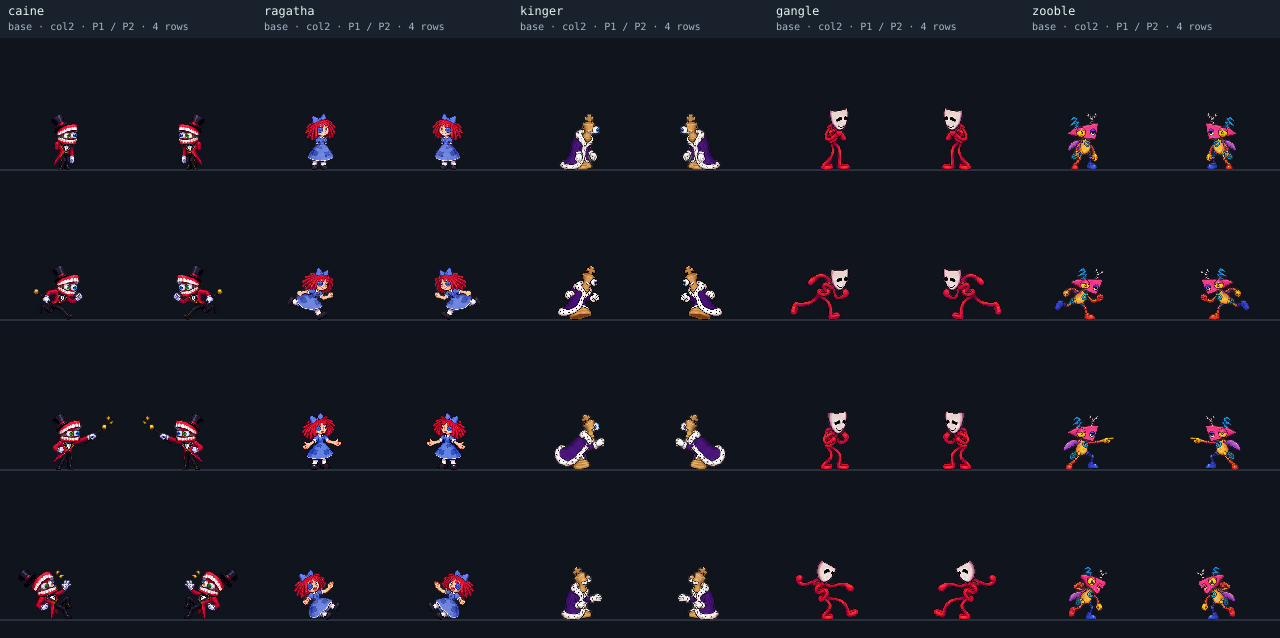 caine
base · col2 · P1 / P2 · 4 rows
ragatha
base · col2 · P1 / P2 · 4 rows
kinger
base · col2 · P1 / P2 · 4 rows
gangle
base · col2 · P1 / P2 · 4 rows
zooble
base · col2 · P1 / P2 · 4 rows